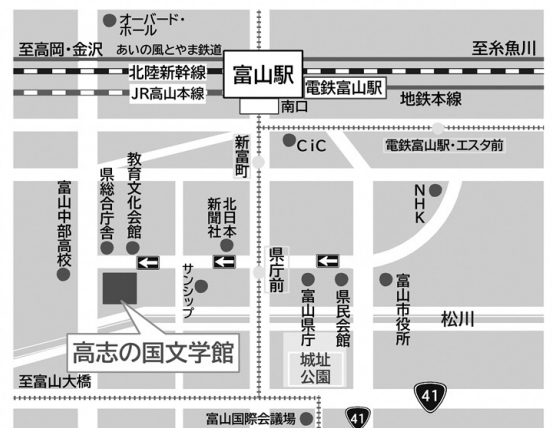 オーバード・
ホール
至高岡・金沢
あいの風とやま鉄道
至糸魚川
北陸新幹線
富山駅
JR高山本線
電鉄富山駅
地鉄本線
南口
新富町
CiC
電鉄富山駅・エスタ前
教育文化会館
県総合庁舎
富山中部高校
北日本
新聞社
NHK
県庁前
サンシップ
富山県庁
県民会館
富山市役所
松川
高志の国文学館
城址
公園
至富山大橋
41
富山国際会議場
41